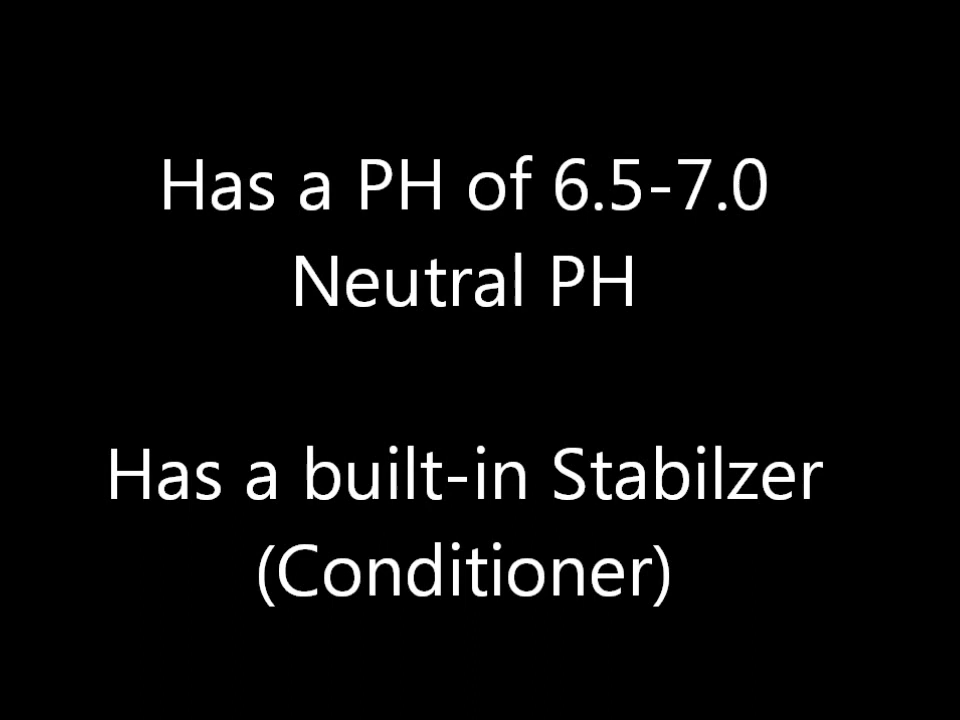 Has a PH of 6.5-7.0
Neutral PH
Has a built-in Stabilzer
(Conditioner)